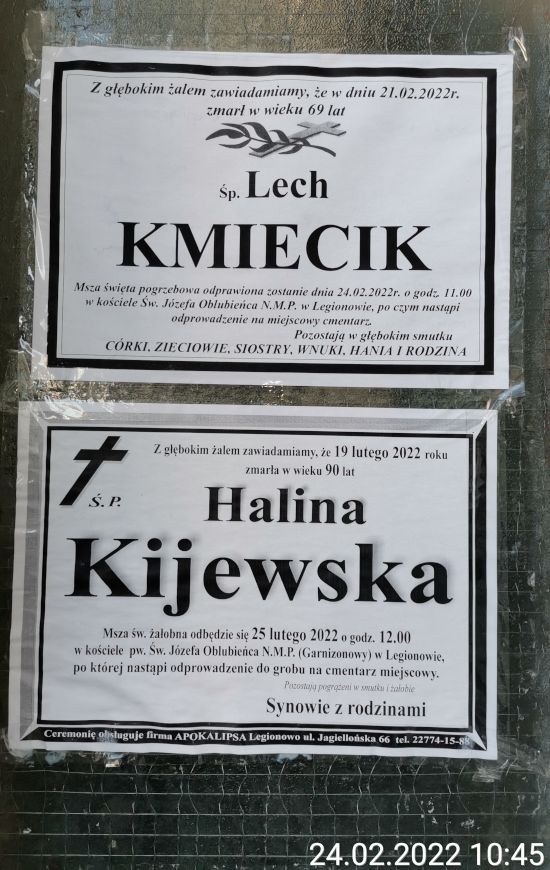 Z głębokim żalem zawiadamiamy, że w dniu 21.02.2022r.
zmarł w wieku 69 lat
Śp. Lech
KMIECIK
Msza święta pogrzebowa odprawiona zostanie dnia 24.02.2022r. o godz. 11.00
w kościele Św. Józefa Oblubieńca N.M.P. w Legionowie, po czym nastąpi
odprowadzenie na miejscowy cmentarz.
Pozostają w głębokim smutku
CÓRKI, ZIĘCIOWIE, SIOSTRY, WNUKI, HANIA I RODZINA
Z głębokim żalem zawiadamiamy, że 19 lutego 2022 roku
zmarła w wieku 90 lat
Ś. P.
Halina
Kijewska
Msza św. żałobna odbędzie się 25 lutego 2022 o godz. 12.00
w kościele pw. Św. Józefa Oblubieńca N.M.P. (Garnizonowy) w Legionowie,
po której nastąpi odprowadzenie do grobu na cmentarz miejscowy.
Pozostają pogrążeni w smutku i żałobie
Synowie z rodzinami
Ceremonię obsługuje firma APOKALIPSA Legionowo ul. Jagiellońska 66 tel. 22774-15-88
24.02.2022 10:45